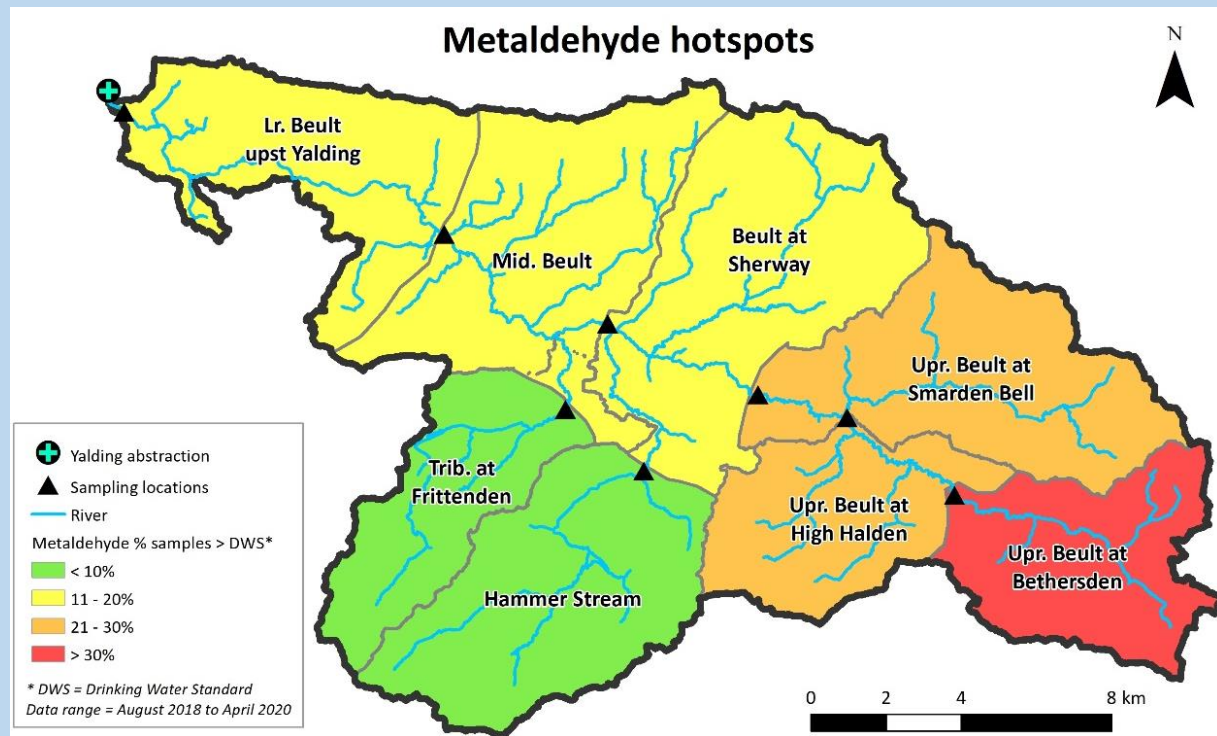 Metaldehyde hotspots
N
Lr. Beult
upst Yalding
Mid. Beult
Beult at
Sherway
Upr. Beult at
Smarden Bell
Trib. at
Frittenden
Upr. Beult at
High Halden
Upr. Beult at
Bethersden
Hammer Stream
Yalding abstraction
Sampling locations
River
Metaldehyde % samples > DWS*
< 10%
11 - 20%
21 - 30%
> 30%
* DWS = Drinking Water Standard
Data range = August 2018 to April 2020
0 2 4 8 km